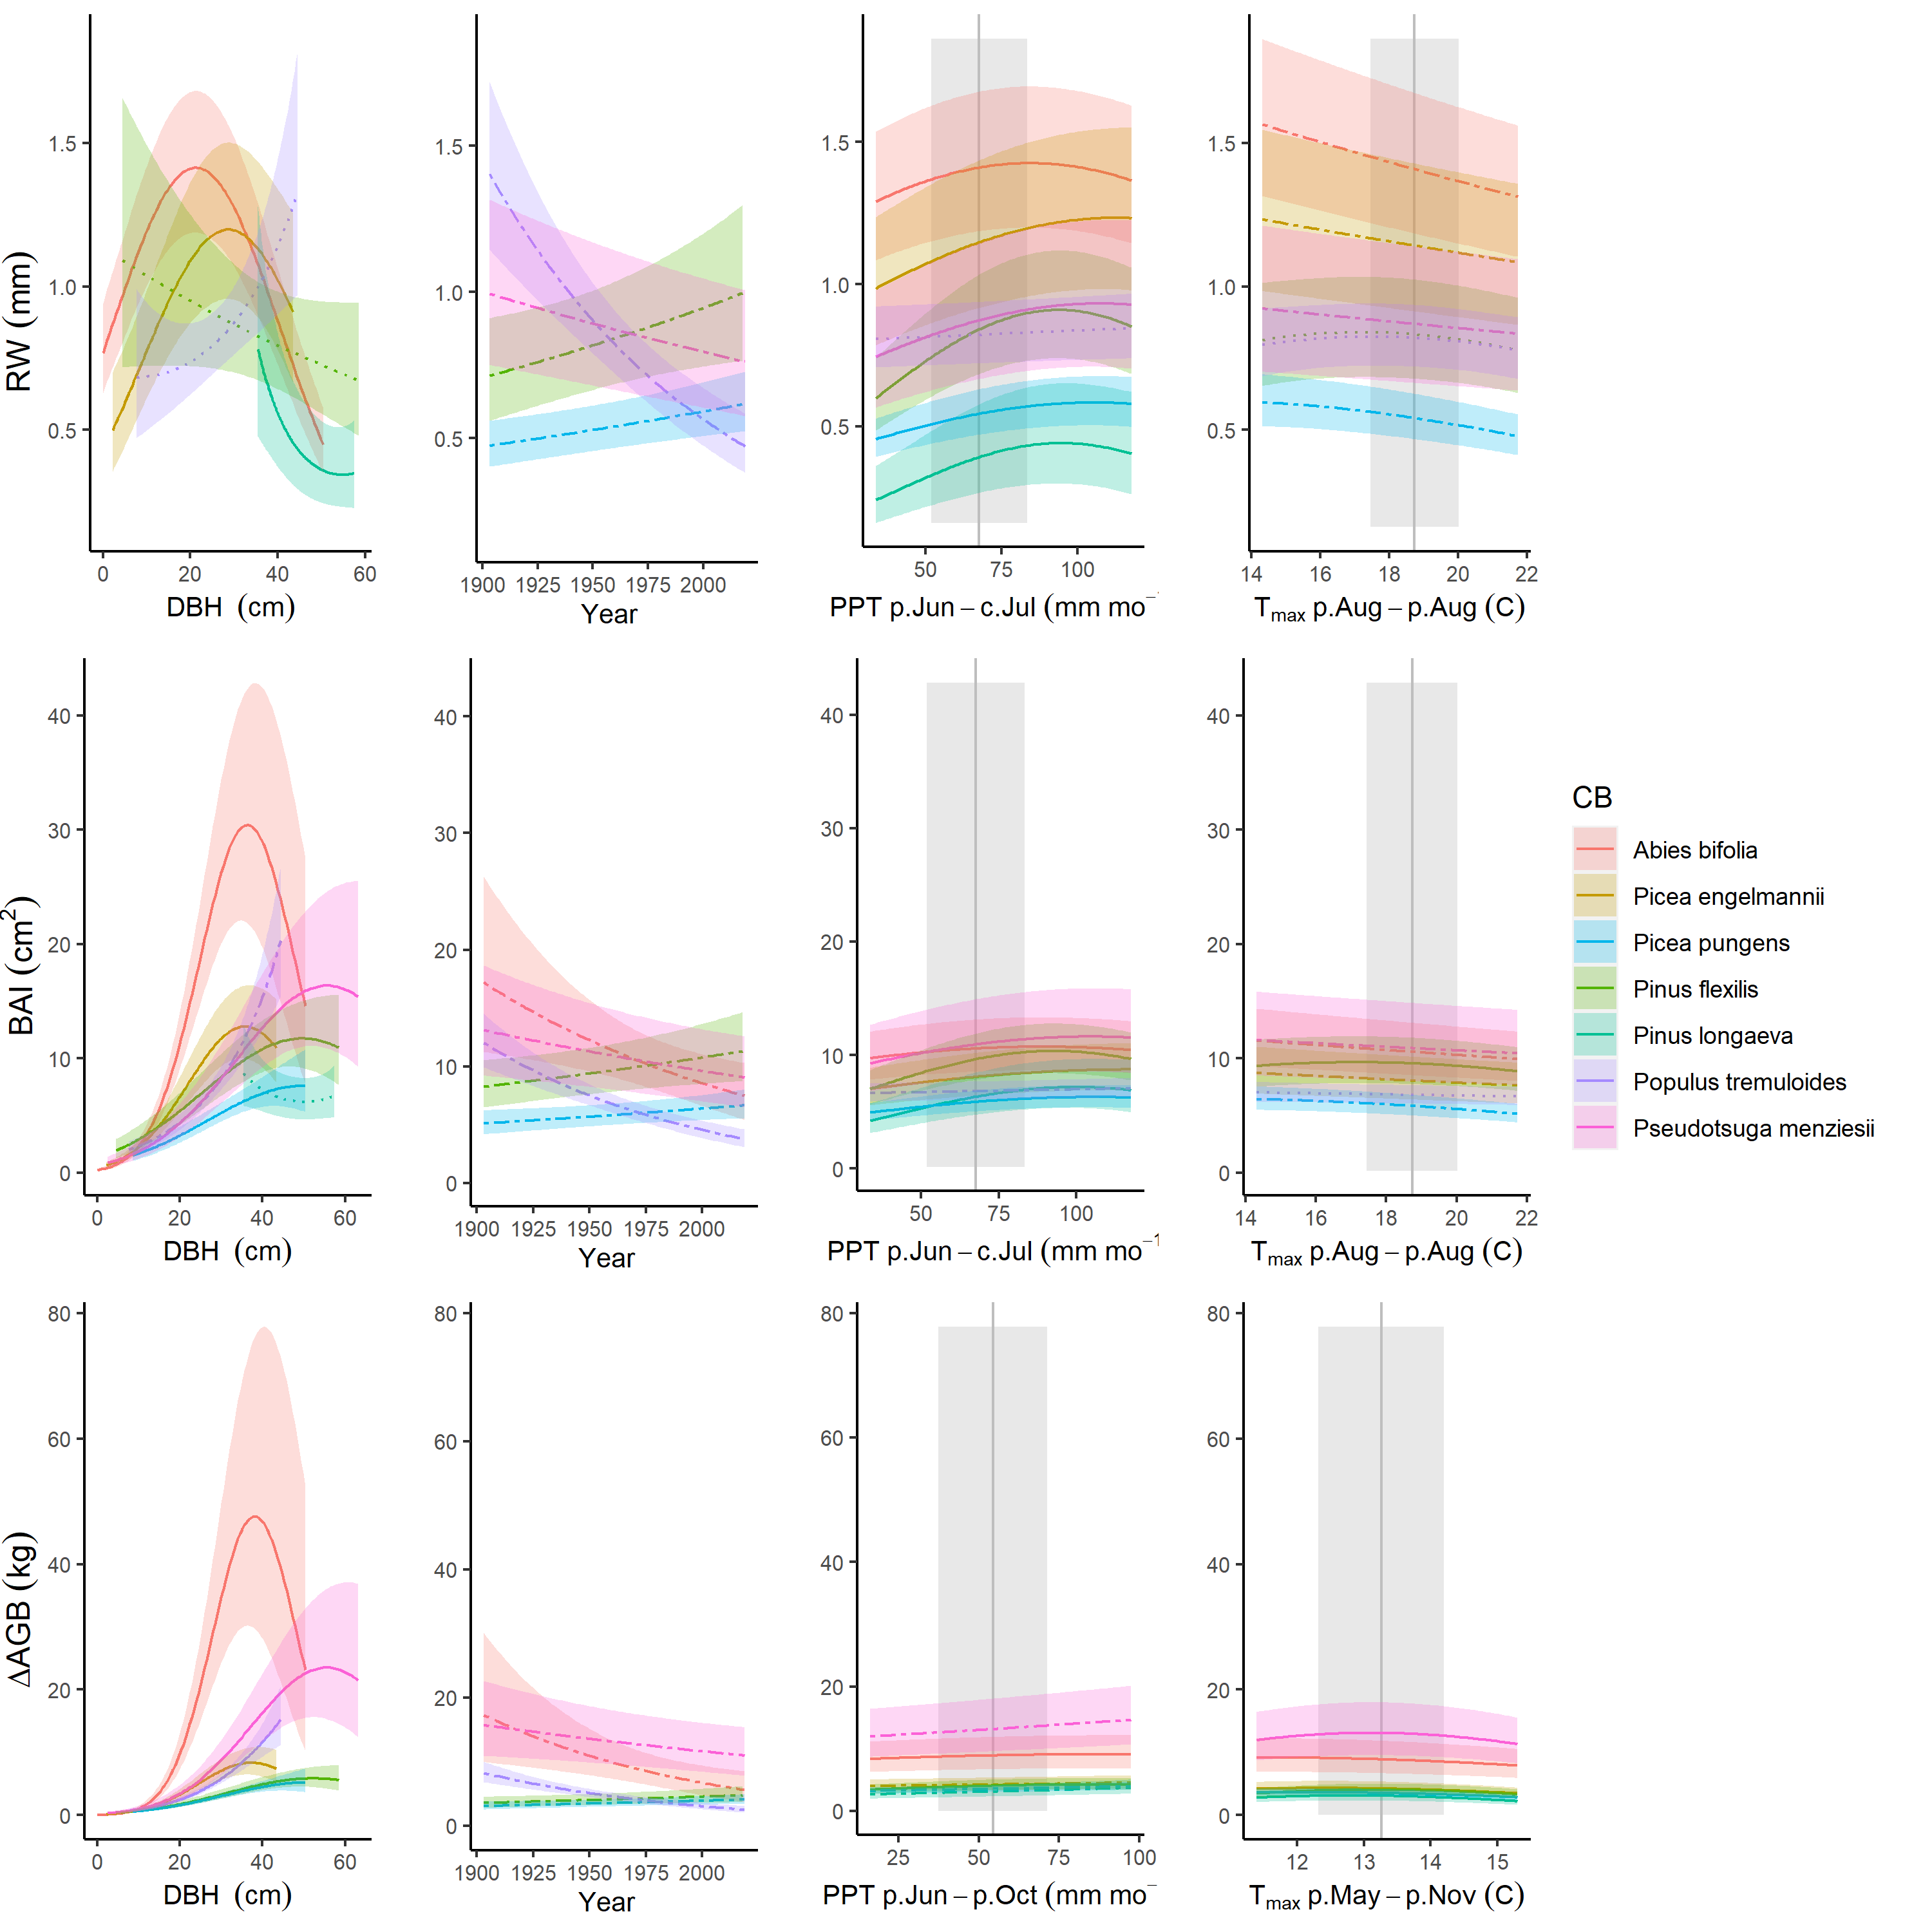 RW (mm)
1.5
1.0
0.5
0 20 40 60
DBH (cm)
1.5
1.0
0.5
1900 1925 1950 1975 2000
Year
1.5
1.0
0.5
50 75 100
PPT p.Jun – c.Jul (mm mo⁻
1.5
1.0
0.5
14 16 18 20 22
Tmax p.Aug – p.Aug (C)
BAI (cm²)
40
30
20
10
0
0 20 40 60
DBH (cm)
40
30
20
10
0
1900 1925 1950 1975 2000
Year
40
30
20
10
0
50 75 100
PPT p.Jun – c.Jul (mm mo⁻¹
40
30
20
10
0
14 16 18 20 22
Tmax p.Aug – p.Aug (C)
CB
Abies bifolia
Picea engelmannii
Picea pungens
Pinus flexilis
Pinus longaeva
Populus tremuloides
Pseudotsuga menziesii
ΔAGB (kg)
80
60
40
20
0
0 20 40 60
DBH (cm)
80
60
40
20
0
1900 1925 1950 1975 2000
Year
80
60
40
20
0
25 50 75 100
PPT p.Jun – p.Oct (mm mo⁻
80
60
40
20
0
12 13 14 15
Tmax p.May – p.Nov (C)